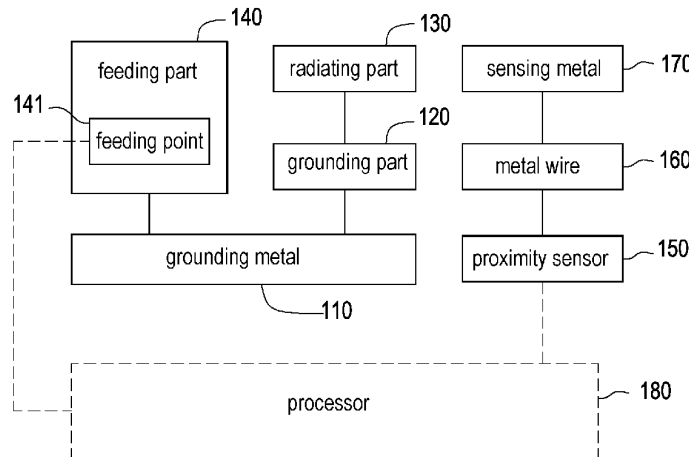 140
130
feeding part
radiating part
sensing metal
170
141
120
feeding point
grounding part
metal wire
160
grounding metal
proximity sensor
150
110
processor
180